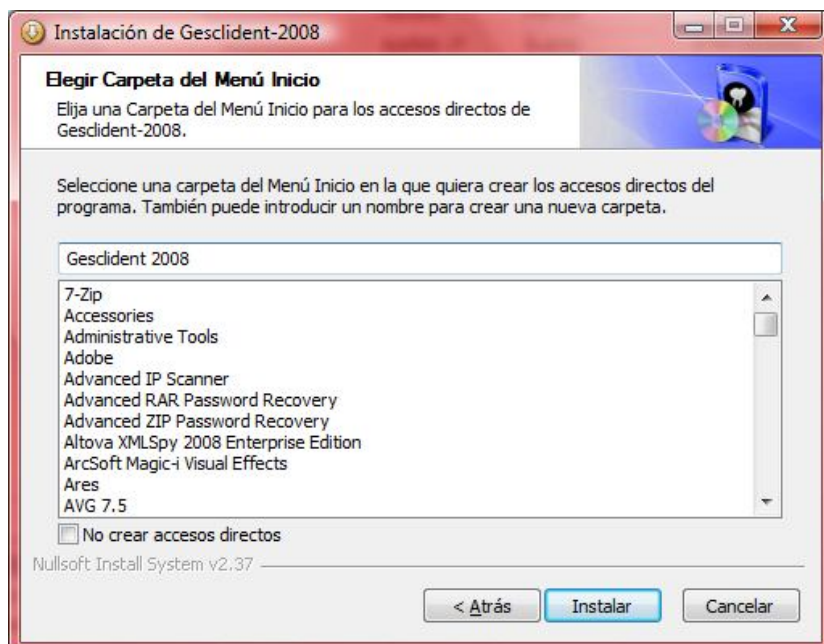 Instalación de Gesclident-2008
Elegir Carpeta del Menú Inicio
Elija una Carpeta del Menú Inicio para los accesos directos de
Gesclident-2008.
Seleccione una carpeta del Menú Inicio en la que quiera crear los accesos directos del
programa. También puede introducir un nombre para crear una nueva carpeta.
Gesclident 2008
7-Zip
Accessories
Administrative Tools
Adobe
Advanced IP Scanner
Advanced RAR Password Recovery
Advanced ZIP Password Recovery
Altova XMLSpy 2008 Enterprise Edition
ArcSoft Magic-i Visual Effects
Ares
AVG 7.5
No crear accesos directos
Nullsoft Install System v2.37
< Atrás Instalar Cancelar